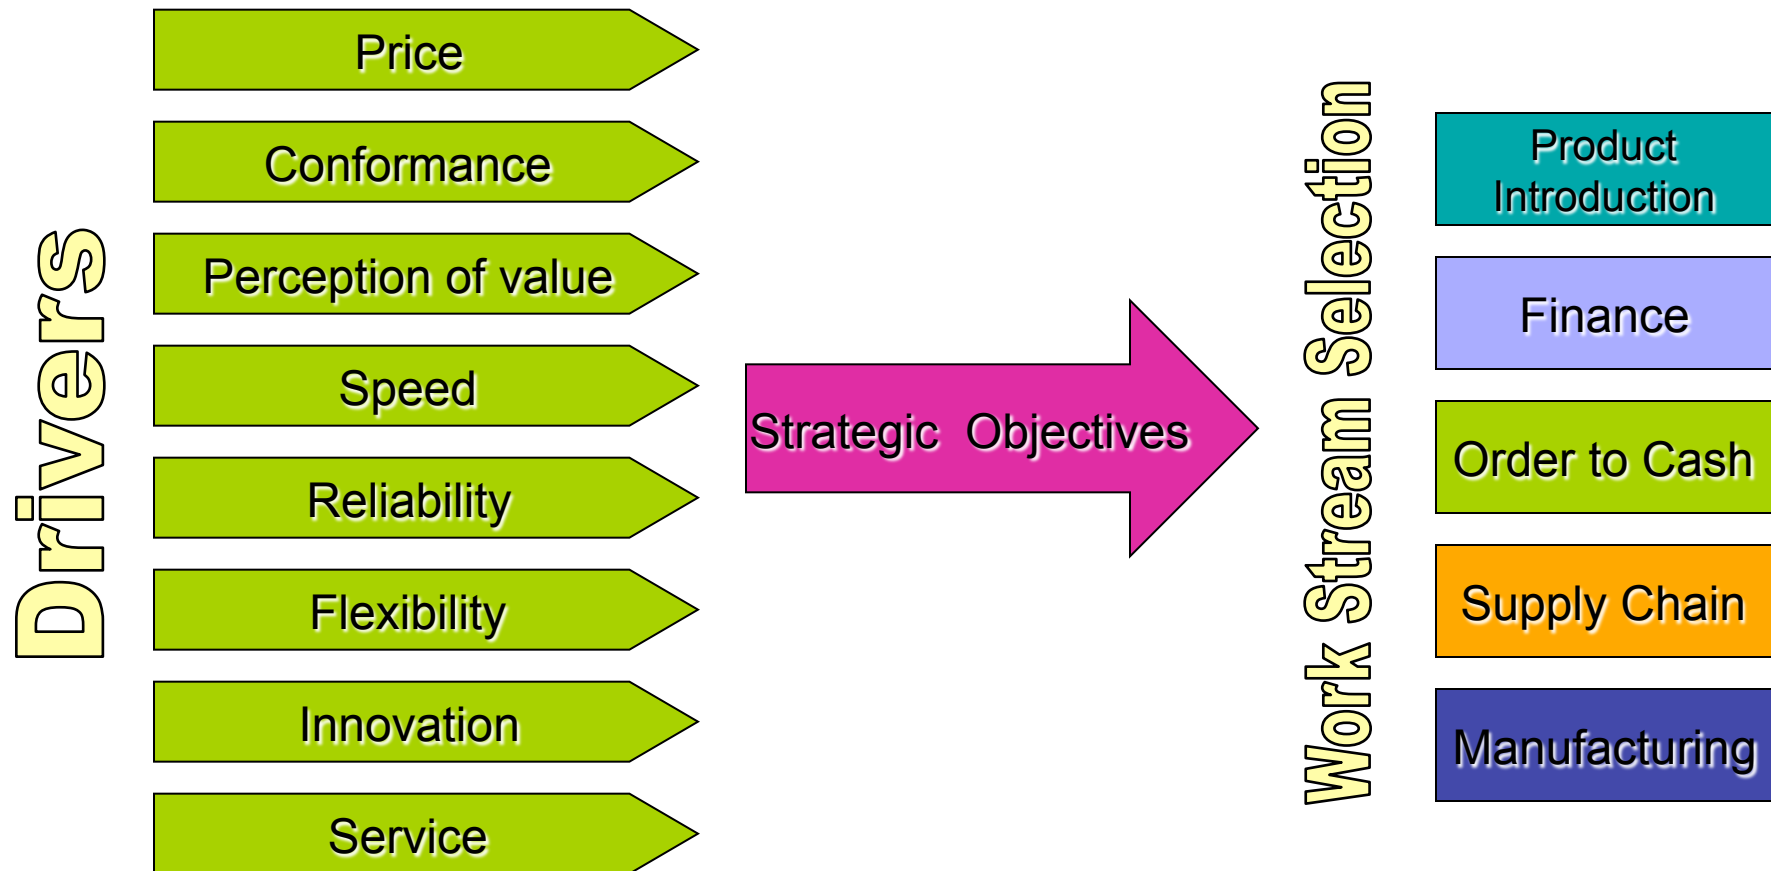 Drivers
Price
Conformance
Perception of value
Speed
Reliability
Flexibility
Innovation
Service
Strategic  Objectives
Work Stream Selection
Product
Introduction
Finance
Order to Cash
Supply Chain
Manufacturing